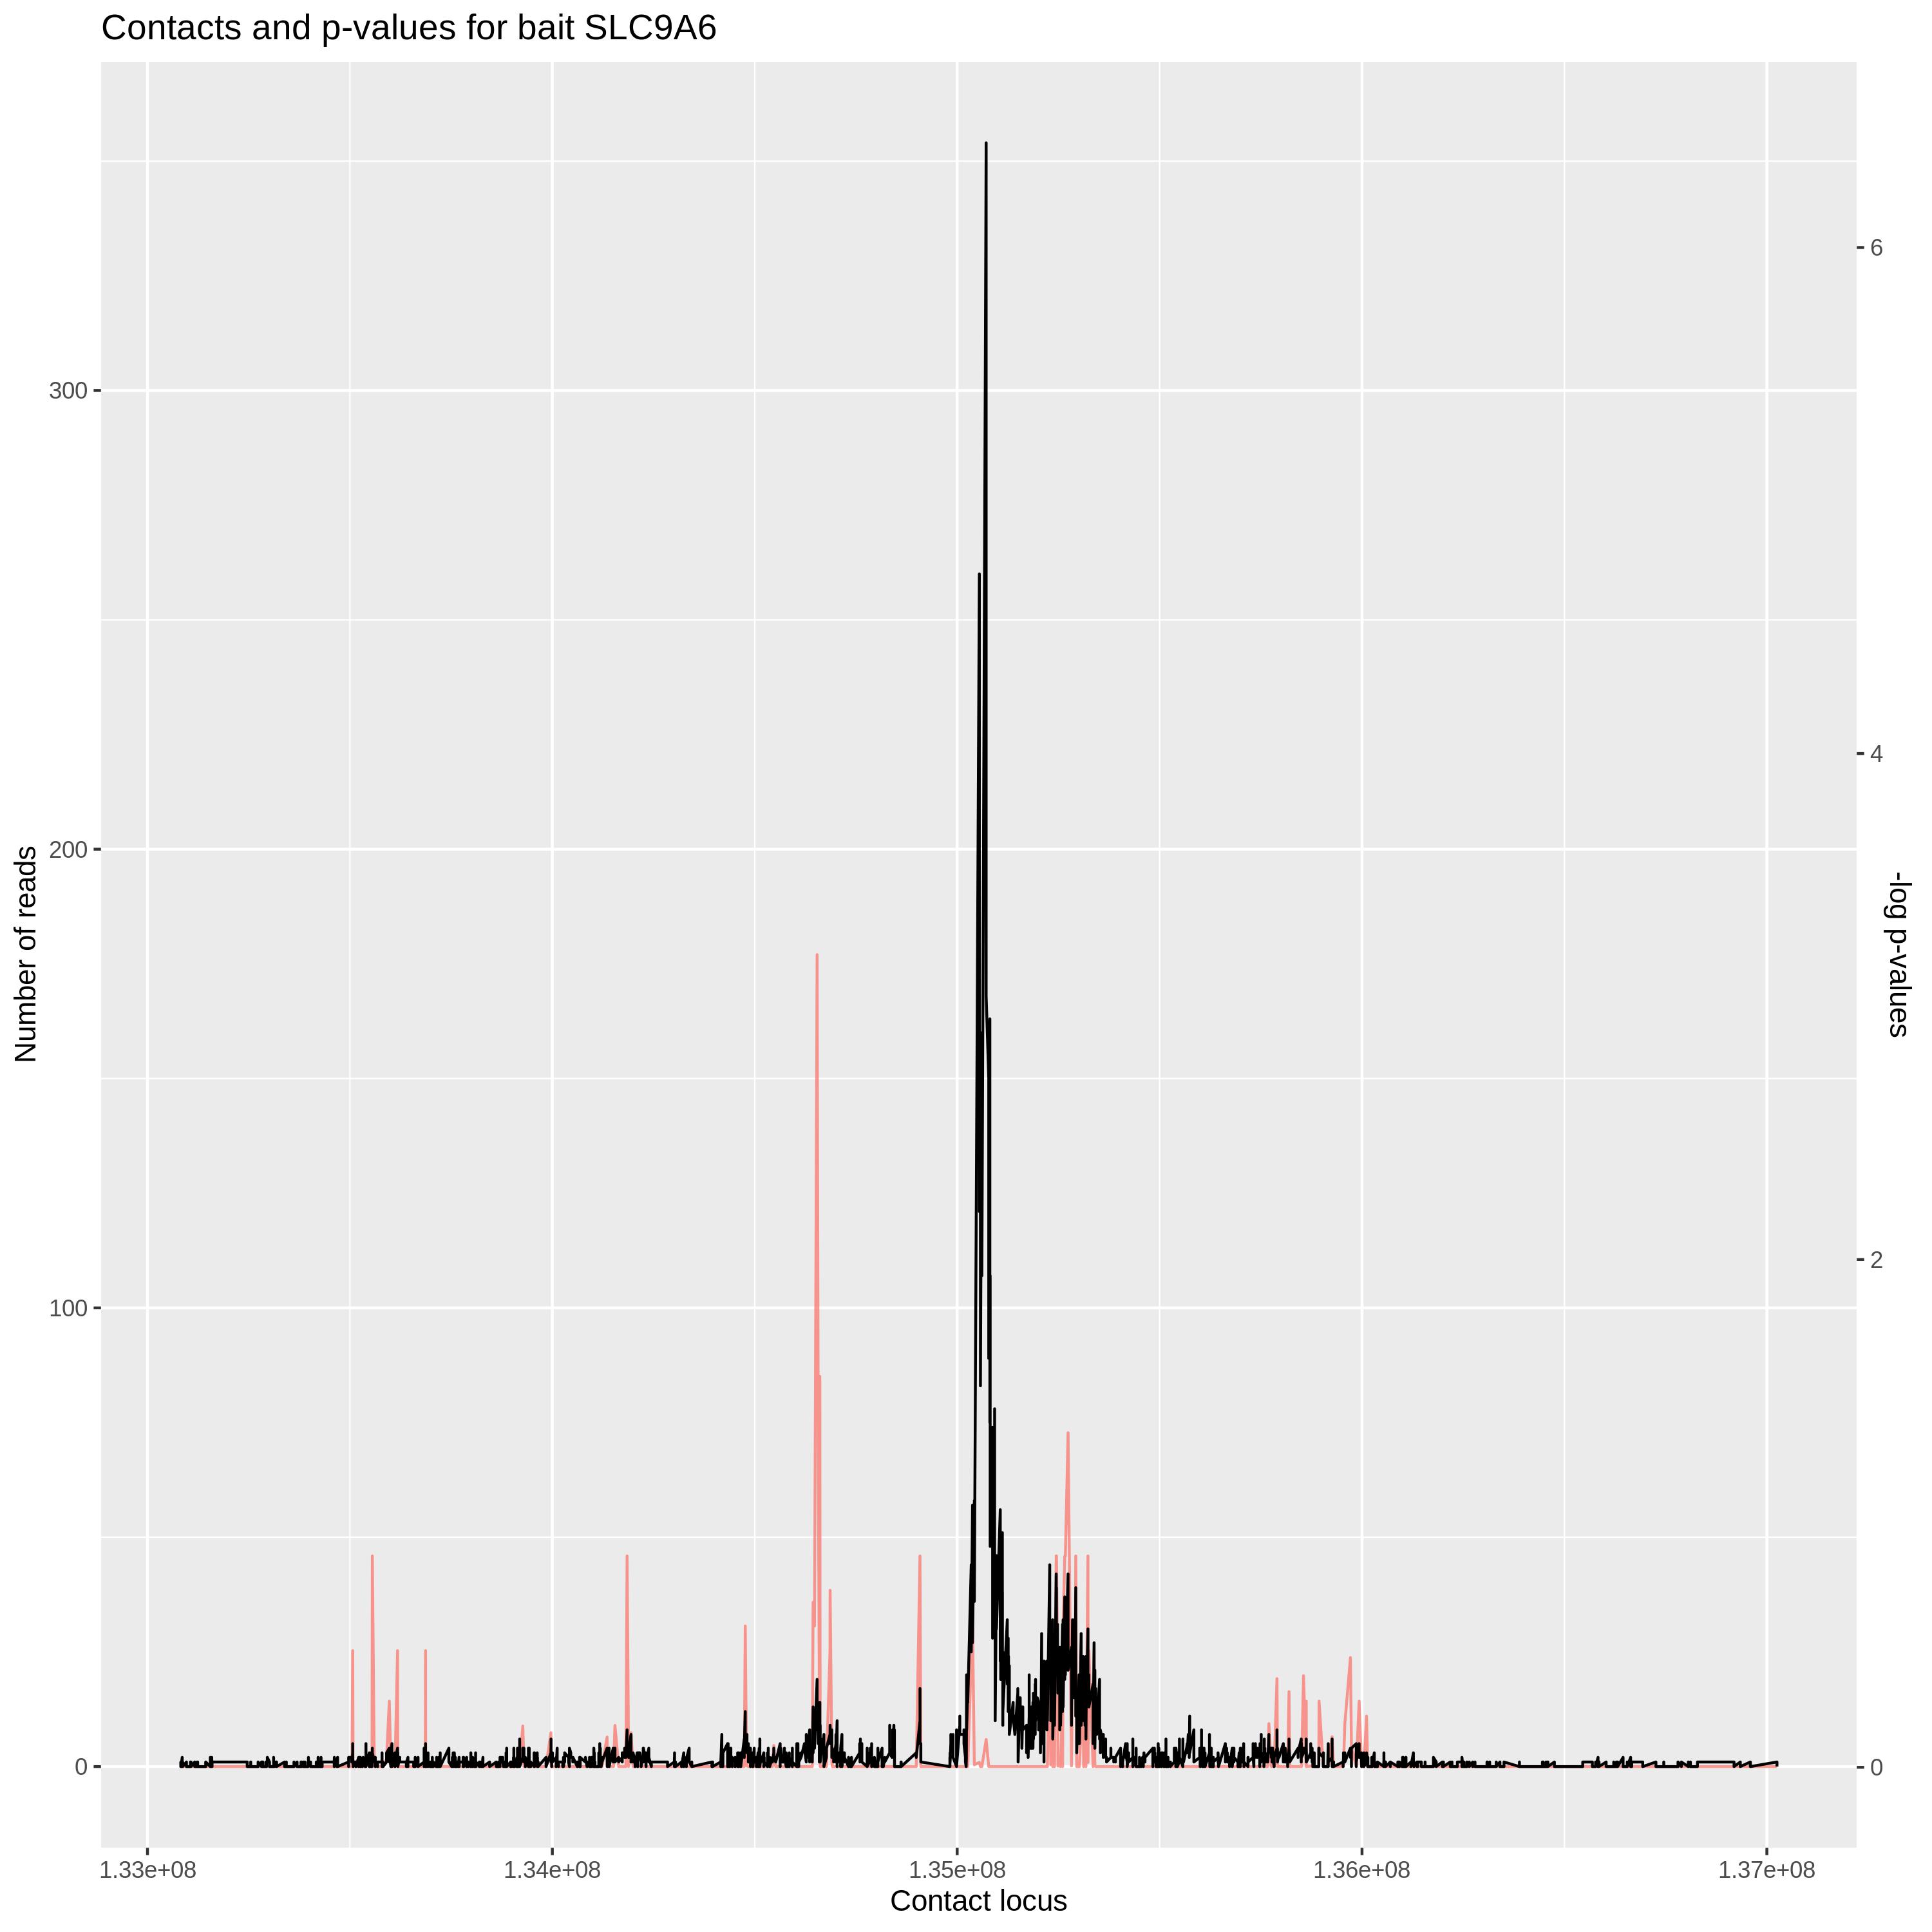 Contacts and p-values for bait SLC9A6
300
200
100
0
6
4
2
0
Number of reads
-log p-values
1.33e+08 1.34e+08 1.35e+08 1.36e+08 1.37e+08
Contact locus